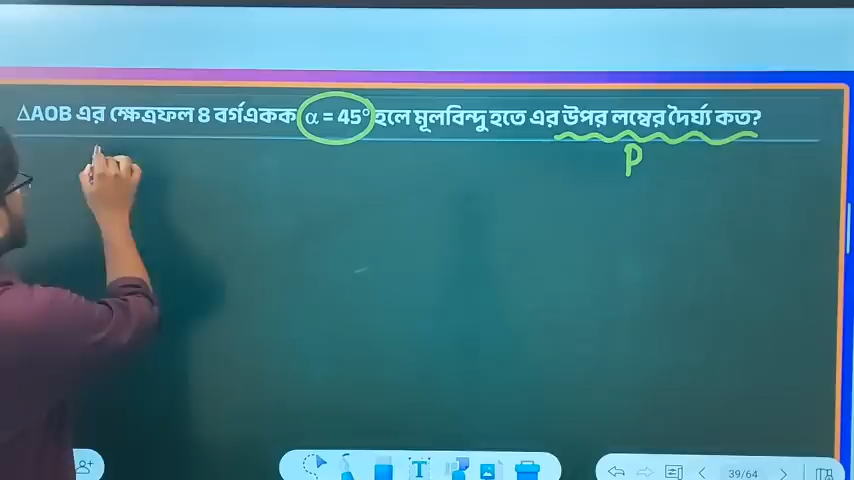 ΔAOB এর ক্ষেত্রফল 8 বর্গএকক α = 45° হলে মূলবিন্দু হতে এর উপর লম্বের দৈর্ঘ্য কত?
P
T
39/64